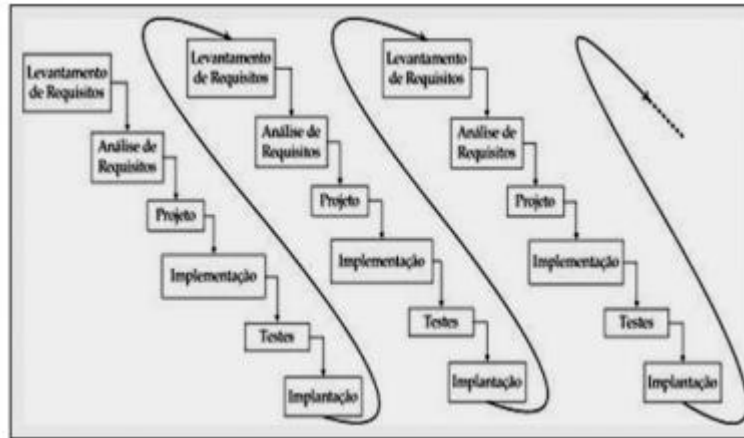 Levantamento
de Requisitos
Análise de
Requisitos
Projeto
Implementação
Testes
Implantação
Levantamento
de Requisitos
Análise de
Requisitos
Projeto
Implementação
Testes
Implantação
Levantamento
de Requisitos
Análise de
Requisitos
Projeto
Implementação
Testes
Implantação